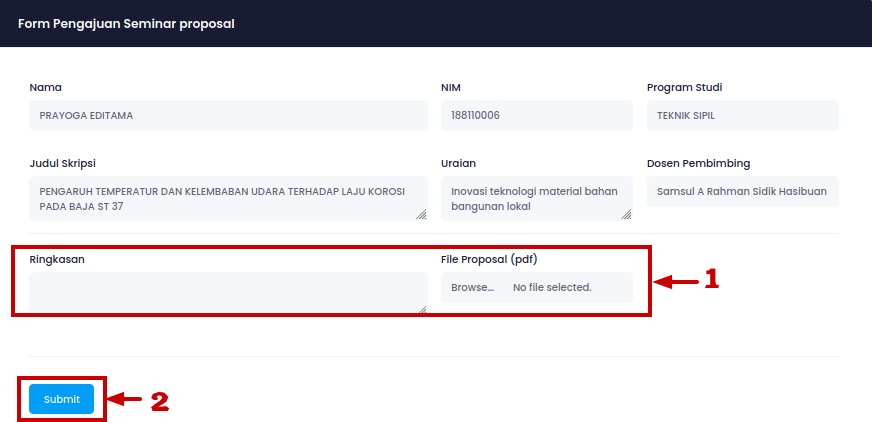 Form Pengajuan Seminar proposal
Nama
NIM
Program Studi
PRAYOGA EDITAMA
188110006
TEKNIK SIPIL
Judul Skripsi
Uraian
Dosen Pembimbing
PENGARUH TEMPERATUR DAN KELEMBABAN UDARA TERHADAP LAJU KOROSI
PADA BAJA ST 37
Inovasi teknologi material bahan
bangunan lokal
Samsul A Rahman Sidik Hasibuan
Ringkasan
File Proposal (pdf)
Browse... No file selected.
1
Submit
2